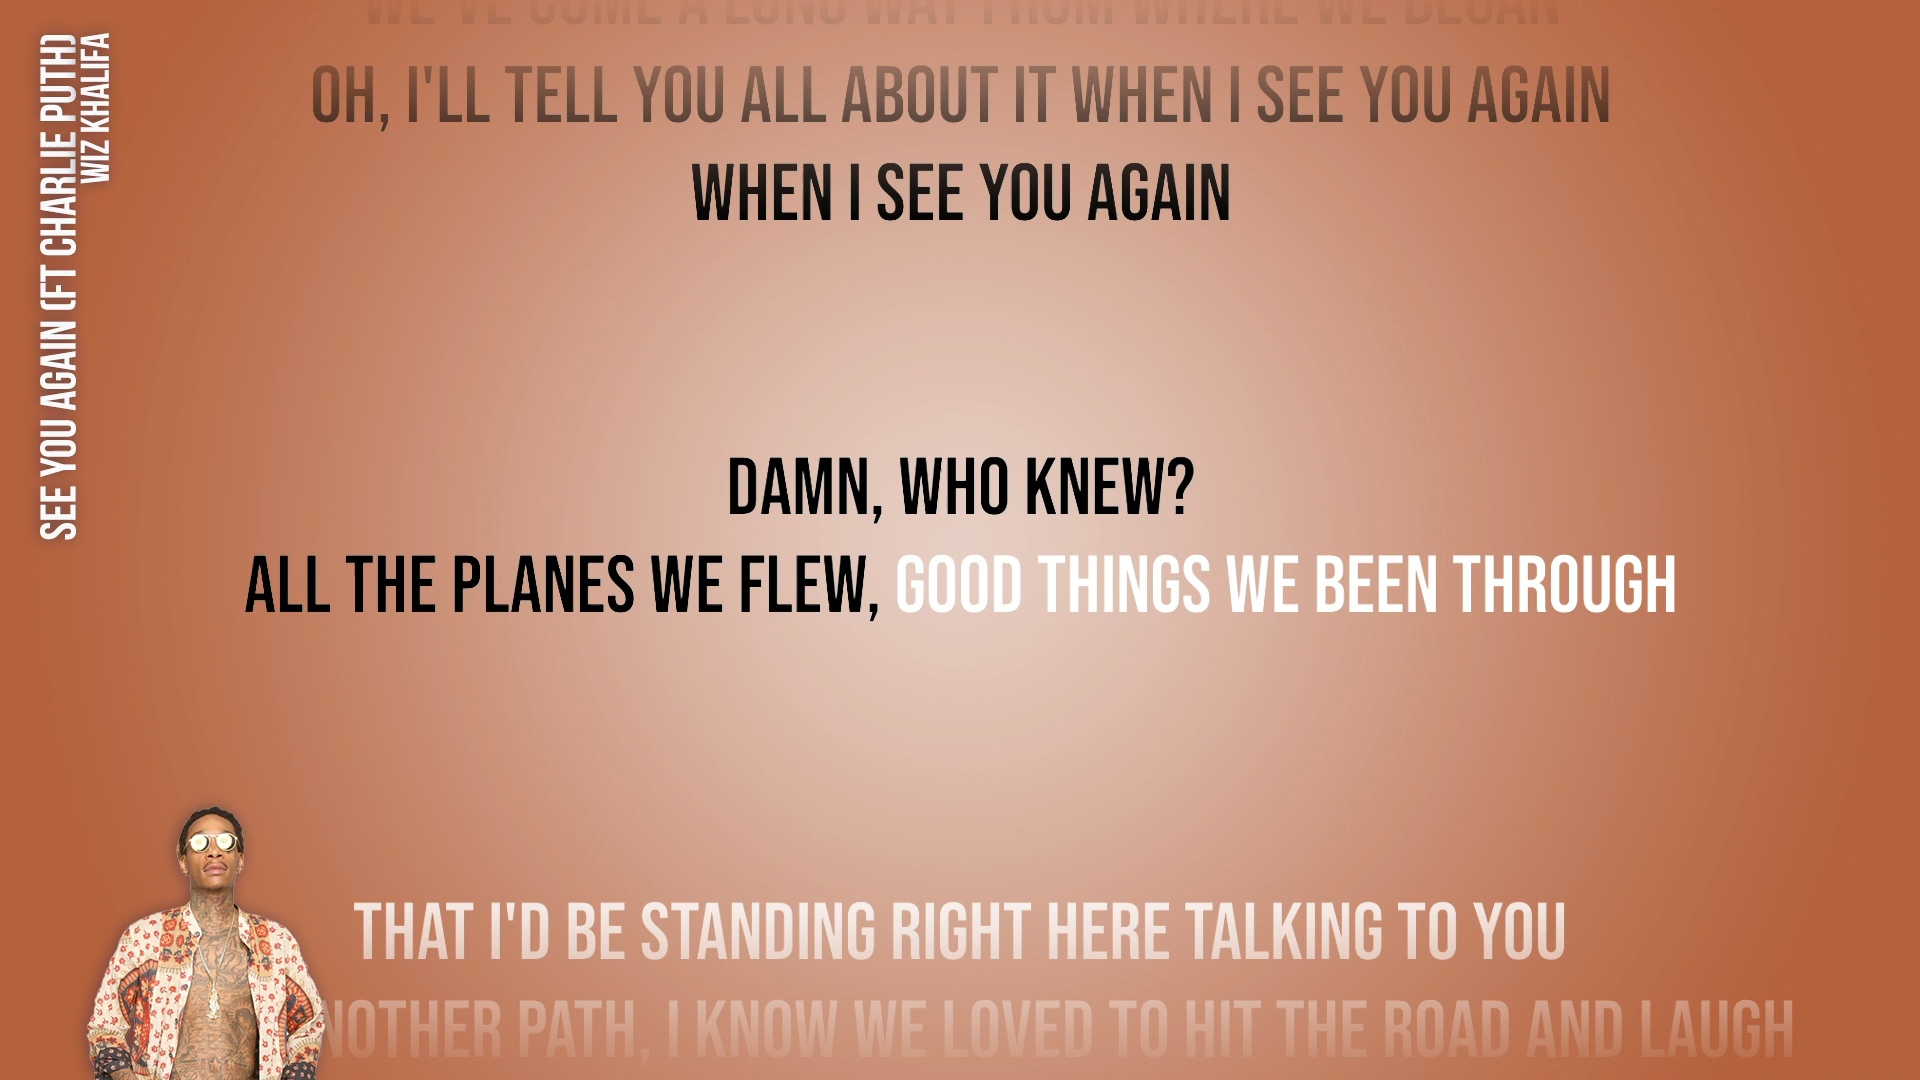 SEE YOU AGAIN (FT CHARLIE PUTH)
WIZ KHALIFA
WE'VE COME A LONG WAY FROM WHERE WE BEGAN
OH, I'LL TELL YOU ALL ABOUT IT WHEN I SEE YOU AGAIN
WHEN I SEE YOU AGAIN
DAMN, WHO KNEW?
ALL THE PLANES WE FLEW, GOOD THINGS WE BEEN THROUGH
THAT I'D BE STANDING RIGHT HERE TALKING TO YOU
PATH, I KNOW WE LOVED TO HIT THE ROAD AND LAUGH